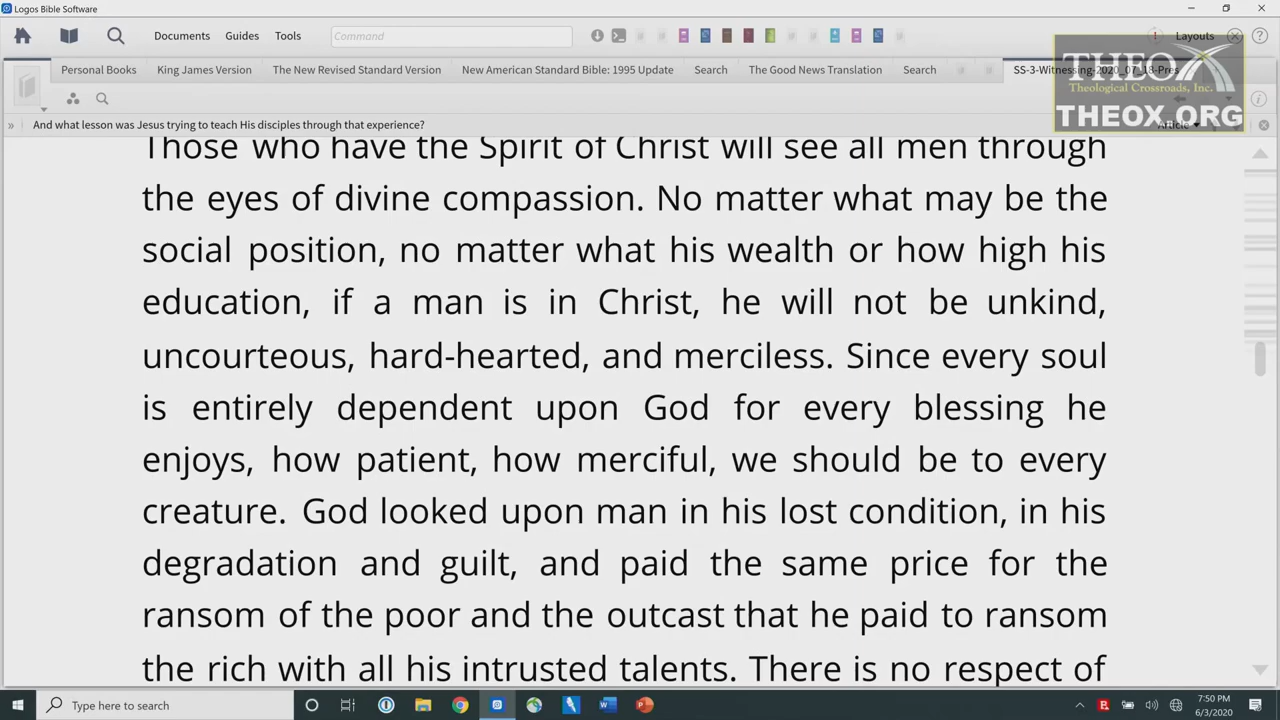 Logos Bible Software
Documents Guides Tools Command 1 Layouts
Personal Books King James Version The New Revised New American Standard Bible: 1995 Update Search The Good News Translation Search SS-3-Witnessing-2020_07_18-Pres
THEO
Theological Crossroads, Inc.
THEOX.ORG
And what lesson was Jesus trying to teach His disciples through that experience? Article
Those who have the Spirit of Christ will see all men through
the eyes of divine compassion. No matter what may be the
social position, no matter what his wealth or how high his
education, if a man is in Christ, he will not be unkind,
uncourteous, hard-hearted, and merciless. Since every soul
is entirely dependent upon God for every blessing he
enjoys, how patient, how merciful, we should be to every
creature. God looked upon man in his lost condition, in his
degradation and guilt, and paid the same price for the
ransom of the poor and the outcast that he paid to ransom
the rich with all his intrusted talents. There is no respect of
Type here to search
7:50 PM
6/3/2020